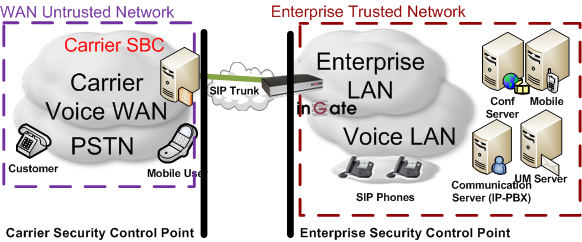 WAN Untrusted Network
Enterprise Trusted Network
Carrier SBC
Carrier
Voice WAN
PSTN
Customer
Mobile User
SIP Trunk
inGate
Enterprise
LAN
Voice LAN
SIP Phones
Conf
Server
Mobile
Communication
Server (IP-PBX)
UM Server
Carrier Security Control Point
Enterprise Security Control Point